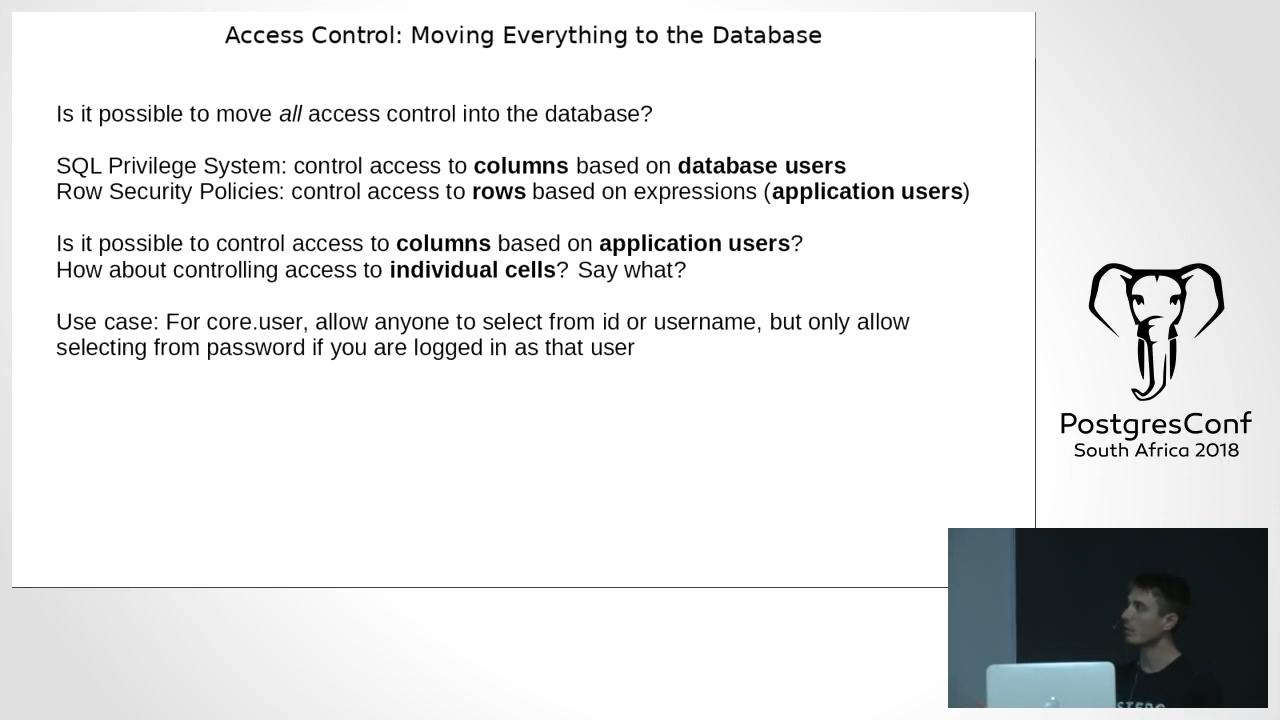 Access Control: Moving Everything to the Database
Is it possible to move all access control into the database?
SQL Privilege System: control access to columns based on database users
Row Security Policies: control access to rows based on expressions (application users)
Is it possible to control access to columns based on application users?
How about controlling access to individual cells? Say what?
Use case: For core.user, allow anyone to select from id or username, but only allow
selecting from password if you are logged in as that user
PostgresConf
South Africa 2018